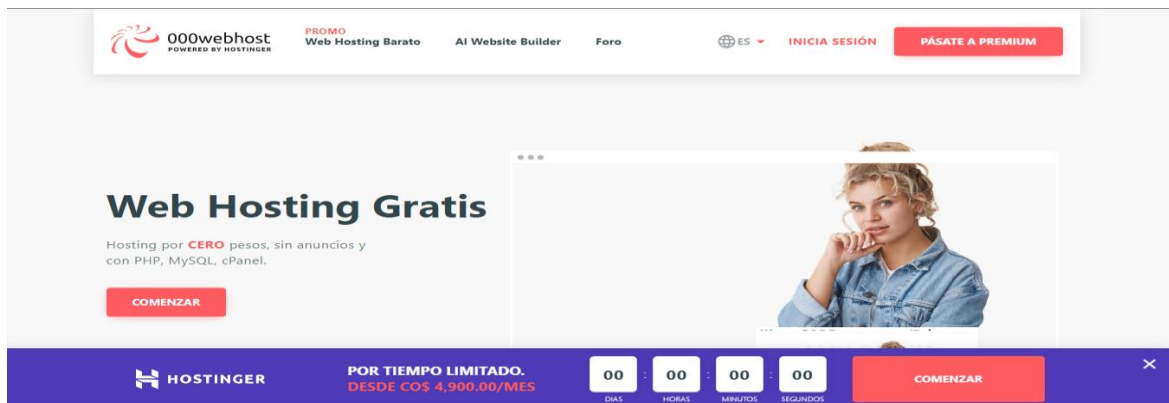 000webhost
POWERED BY HOSTINGER
PROMO
Web Hosting Barato
AI Website Builder
Foro
ES
INICIA SESIÓN
PÁSATE A PREMIUM
Web Hosting Gratis
Hosting por CERO pesos, sin anuncios y
con PHP, MySQL, cPanel.
COMENZAR
HOSTINGER
POR TIEMPO LIMITADO.
DESDE CO$ 4,900.00/MES
00 : 00 : 00 : 00
DIAS HORAS MINUTOS SEGUNDOS
COMENZAR